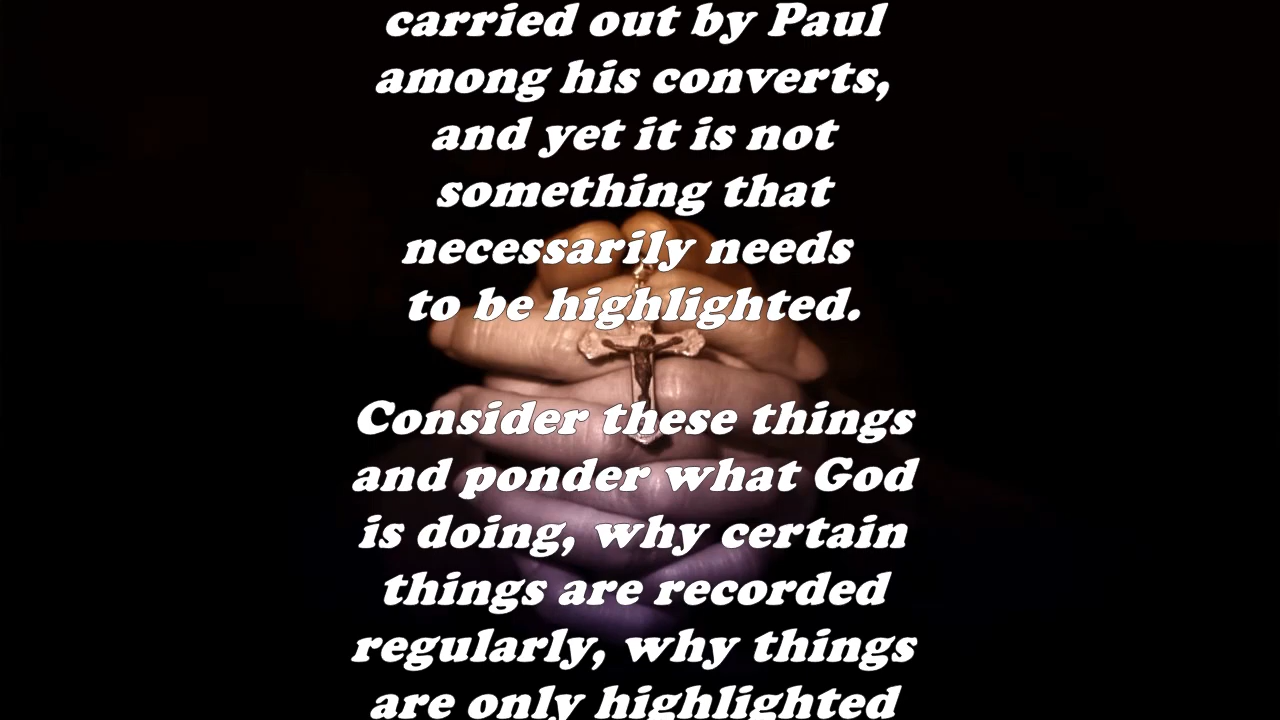 carried out by Paul
among his converts,
and yet it is not
something that
necessarily needs
to be highlighted.
Consider these things
and ponder what God
is doing, why certain
things are recorded
regularly, why things
are only highlighted